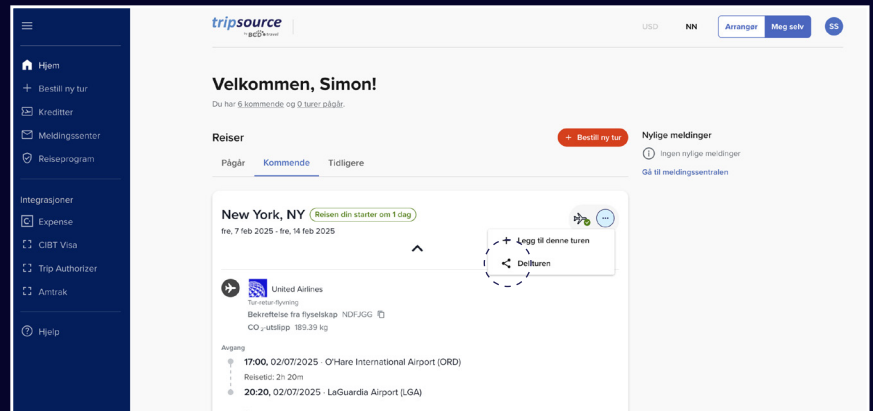 tripsource
by BCD travel
USD
NN
Arrangør
Meg selv
SS
Hjem
Bestill ny tur
Kreditter
Meldingssenter
Reiseprogram
Integrasjoner
Expense
CIBT Visa
Trip Authorizer
Amtrak
Hjelp
Velkommen, Simon!
Du har 6 kommende og 0 turer pågår.
Reiser
+ Bestill ny tur
Pågår
Kommende
Tidligere
New York, NY
Reisen din starter om 1 dag
fre, 7 feb 2025 - fre, 14 feb 2025
Legg til denne turen
Del turen
United Airlines
Tur-retur-flyvning
Bekreftelse fra flyselskap NDFJGG
CO₂-utslipp 189.39 kg
Avgang
17:00, 02/07/2025 · O'Hare International Airport (ORD)
Reisetid: 2h 20m
20:20, 02/07/2025 · LaGuardia Airport (LGA)
Nylige meldinger
Ingen nylige meldinger
Gå til meldingssentralen